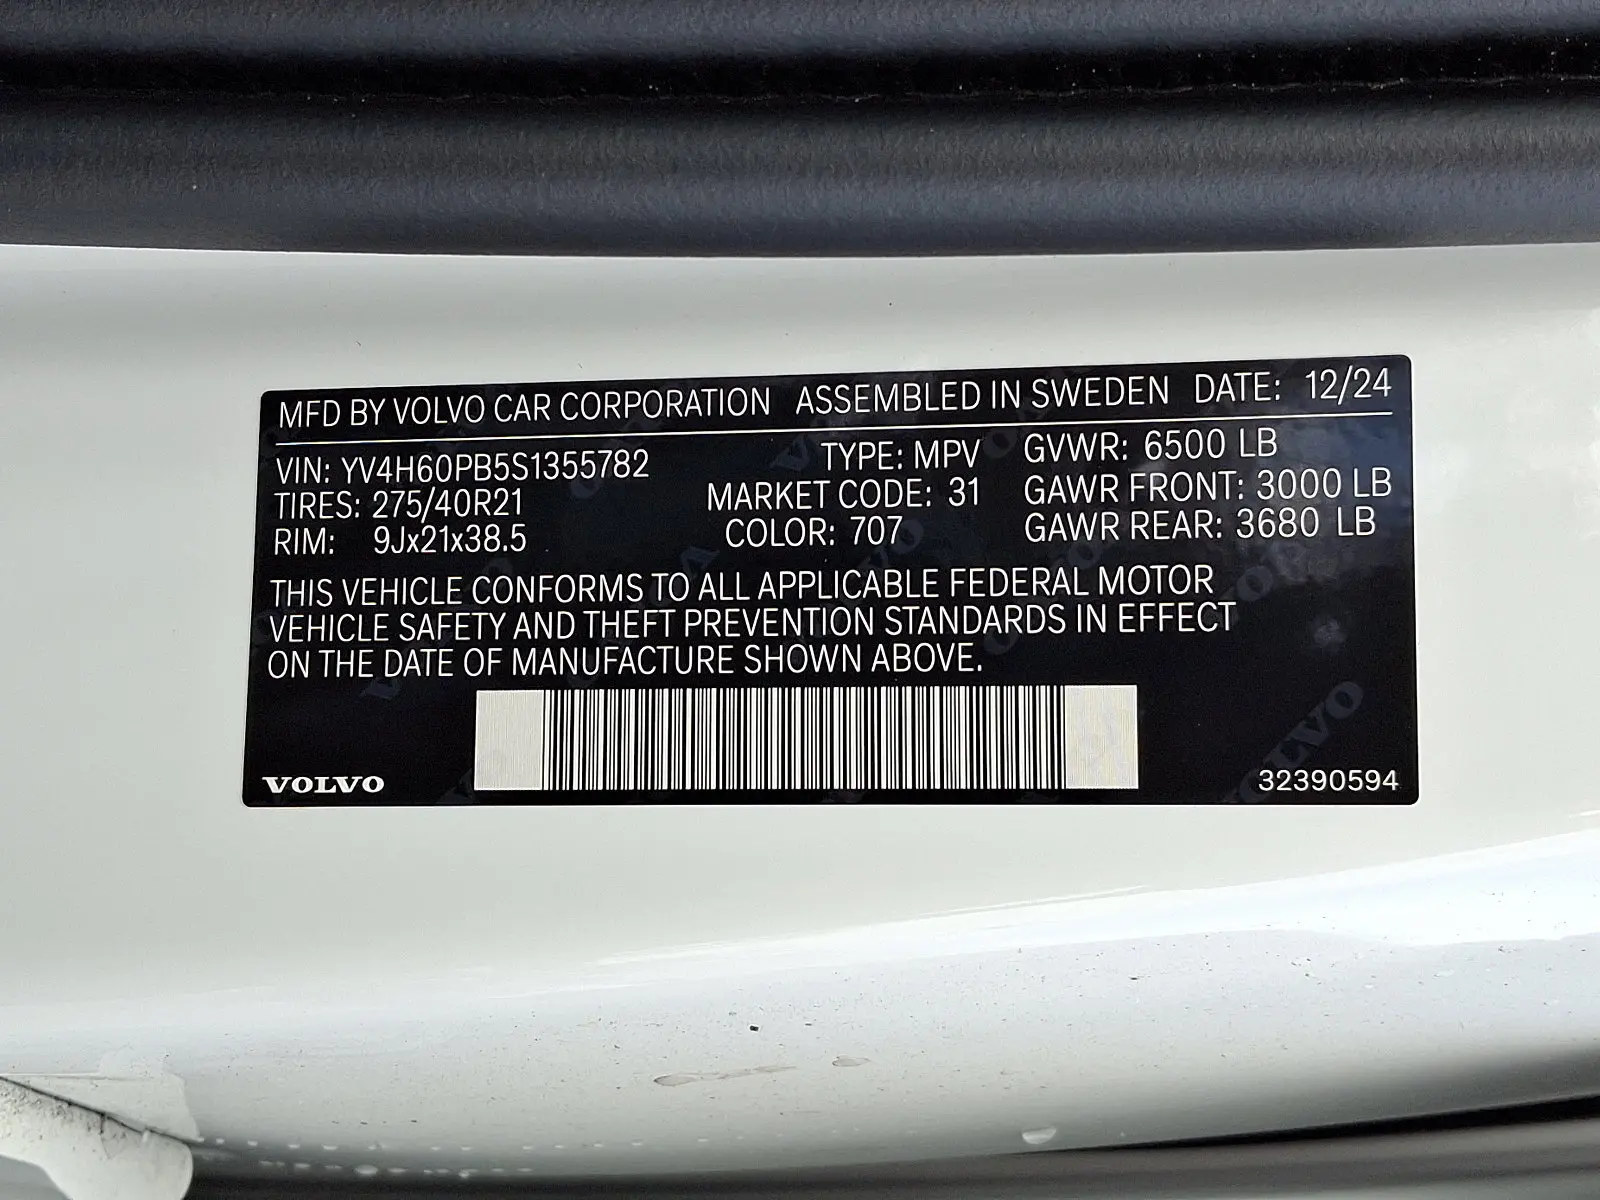 MFD BY VOLVO CAR CORPORATION ASSEMBLED IN SWEDEN DATE: 12/24
VIN: YV4H60PB5S1355782 TYPE: MPV GVWR: 6500 LB
TIRES: 275/40R21 MARKET CODE: 31 GAWR FRONT: 3000 LB
RIM: 9Jx21x38.5 COLOR: 707 GAWR REAR: 3680 LB
THIS VEHICLE CONFORMS TO ALL APPLICABLE FEDERAL MOTOR
VEHICLE SAFETY AND THEFT PREVENTION STANDARDS IN EFFECT
ON THE DATE OF MANUFACTURE SHOWN ABOVE.
VOLVO 32390594